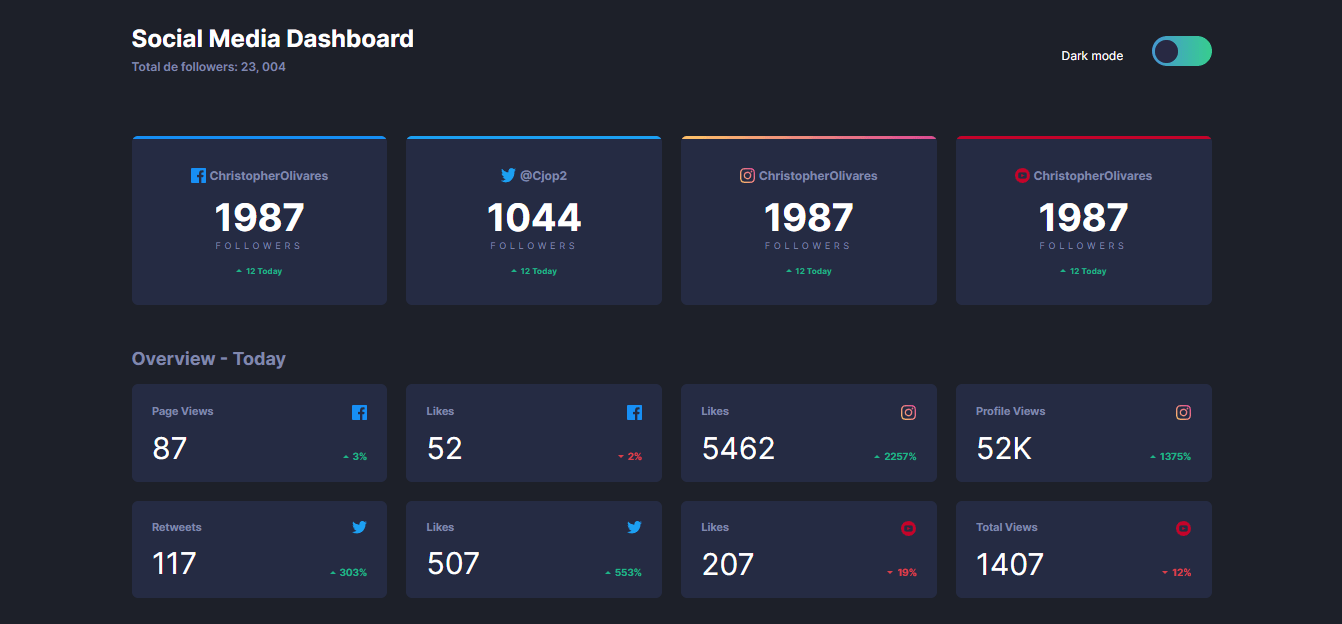 Social Media Dashboard
Total de followers: 23, 004
Dark mode
ChristopherOlivares
1987
FOLLOWERS
12 Today
@Cjop2
1044
FOLLOWERS
12 Today
ChristopherOlivares
1987
FOLLOWERS
12 Today
ChristopherOlivares
1987
FOLLOWERS
12 Today
Overview - Today
Page Views
87
3%
Likes
52
2%
Likes
5462
2257%
Profile Views
52K
1375%
Retweets
117
303%
Likes
507
553%
Likes
207
19%
Total Views
1407
12%